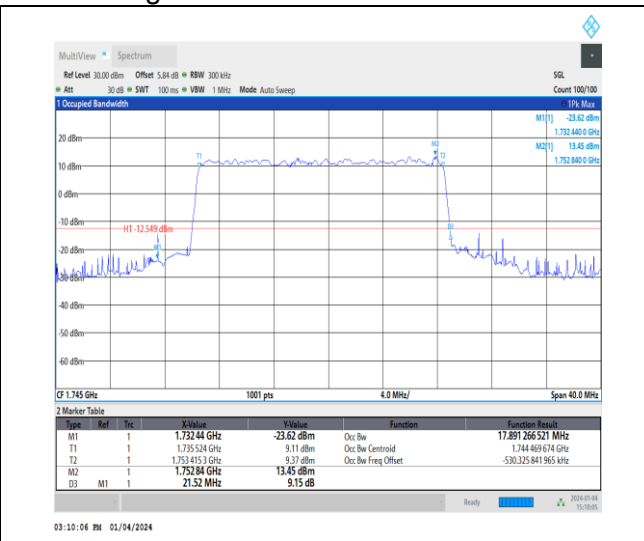 MultiView Spectrum
Ref Level 30.00 dBm Offset 5.84 dB RBW 300 kHz SGL
Att 30 dB SWT 100 ms VBW 1 MHz Mode Auto Sweep Count 100/100
1 Occupied Bandwidth 1Pk Max
M1[1] -23.62 dBm
1.732 440 0 GHz
M2[1] 13.45 dBm
1.752 840 0 GHz
20 dBm
M2
T1 T2
10 dBm
0 dBm
-10 dBm
H1 -12.549 dBm D3
M1
-20 dBm
-30 dBm
-40 dBm
-50 dBm
-60 dBm
CF 1.745 GHz 1001 pts 4.0 MHz/ Span 40.0 MHz
2 Marker Table
Type Ref Trc X-Value Y-Value Function Function Result
M1 1 1.732 44 GHz -23.62 dBm Occ Bw 17.891 266 521 MHz
T1 1 1.735 524 GHz 9.11 dBm Occ Bw Centroid 1.744 469 674 GHz
T2 1 1.753 415 3 GHz 9.37 dBm Occ Bw Freq Offset -530.325 841 965 kHz
M2 1 1.752 84 GHz 13.45 dBm
D3 M1 1 21.52 MHz 9.15 dB
Ready 2024-01-04
15:10:05
03:10:06 PM 01/04/2024